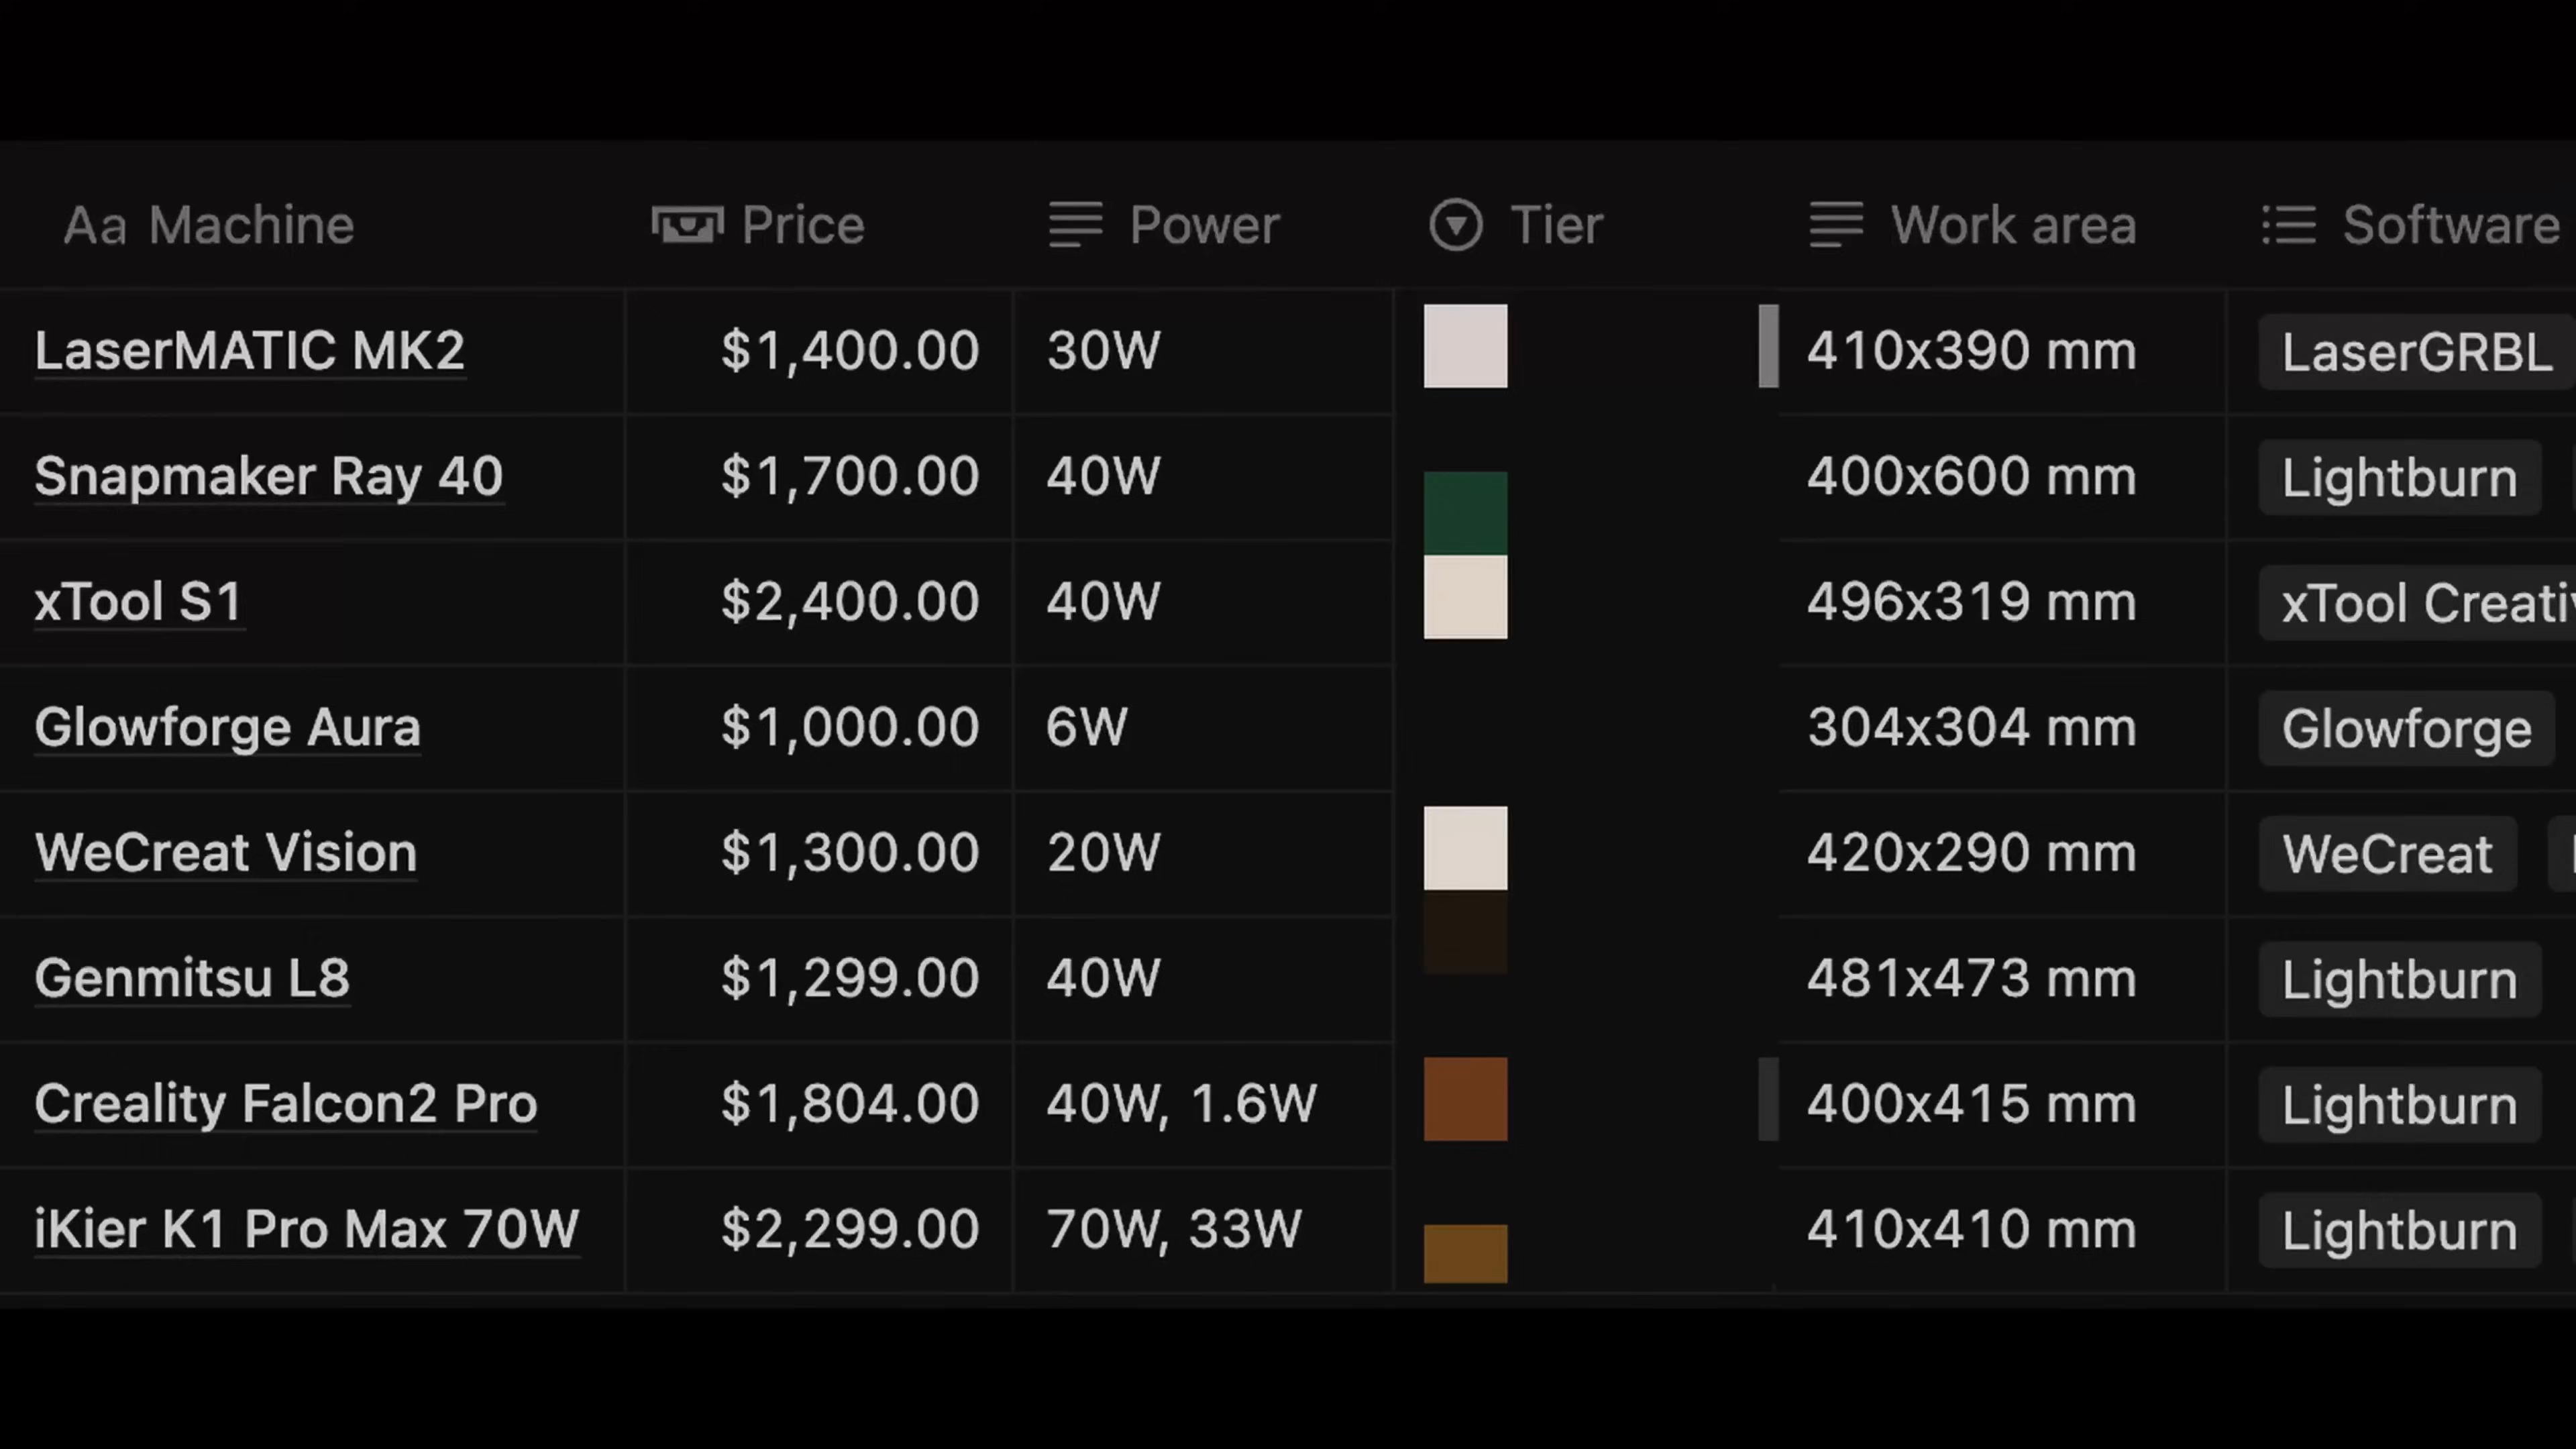 Aa Machine Price Power Tier Work area Software
LaserMATIC MK2 $1,400.00 30W 410x390 mm LaserGRBL
Snapmaker Ray 40 $1,700.00 40W 400x600 mm Lightburn
xTool S1 $2,400.00 40W 496x319 mm xTool Creativ
Glowforge Aura $1,000.00 6W 304x304 mm Glowforge
WeCreat Vision $1,300.00 20W 420x290 mm WeCreat
Genmitsu L8 $1,299.00 40W 481x473 mm Lightburn
Creality Falcon2 Pro $1,804.00 40W, 1.6W 400x415 mm Lightburn
iKier K1 Pro Max 70W $2,299.00 70W, 33W 410x410 mm Lightburn